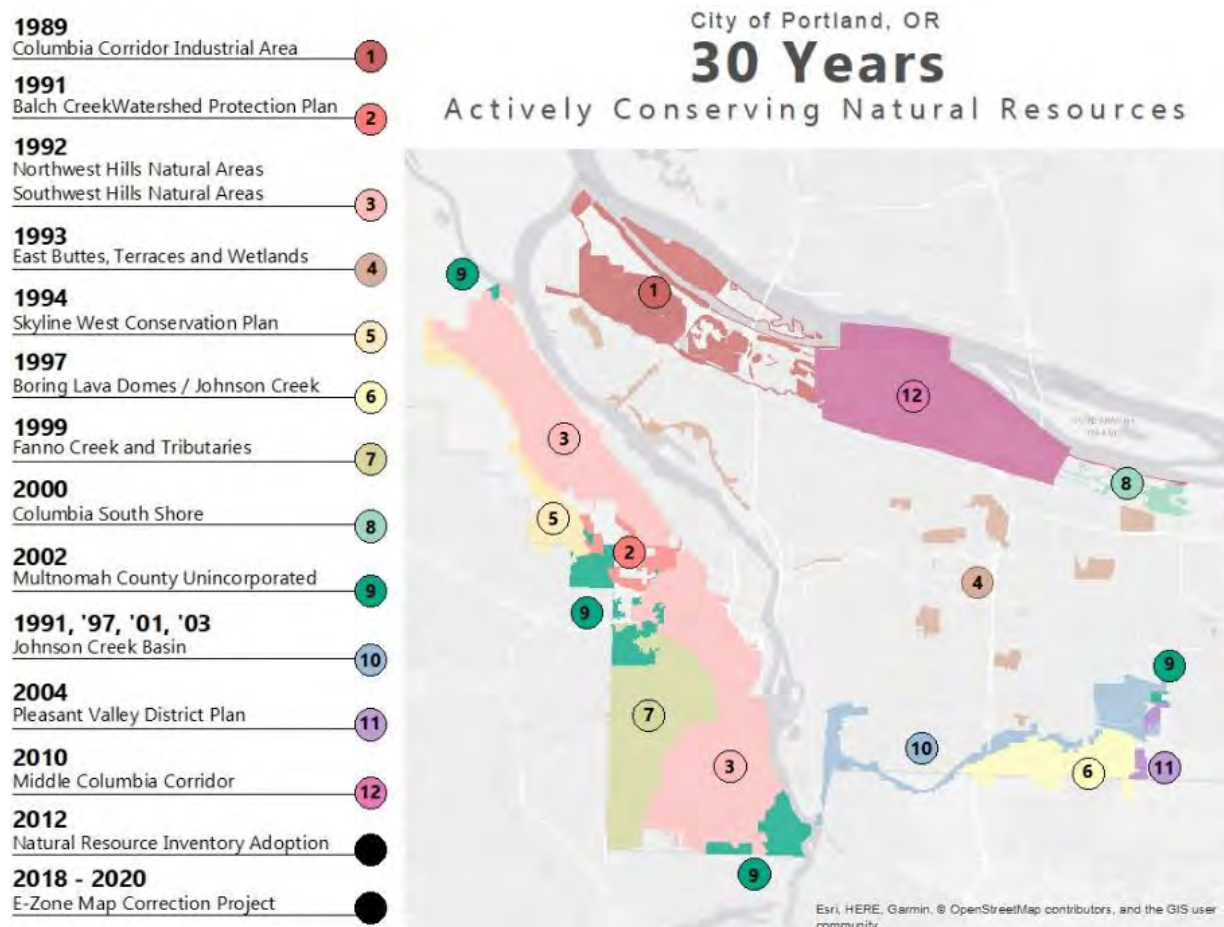 City of Portland, OR
30 Years
Actively Conserving Natural Resources
1989
Columbia Corridor Industrial Area
1
1991
Balch CreekWatershed Protection Plan
2
1992
Northwest Hills Natural Areas
Southwest Hills Natural Areas
3
1993
East Buttes, Terraces and Wetlands
4
1994
Skyline West Conservation Plan
5
1997
Boring Lava Domes / Johnson Creek
6
1999
Fanno Creek and Tributaries
7
2000
Columbia South Shore
8
2002
Multnomah County Unincorporated
9
1991, '97, '01, '03
Johnson Creek Basin
10
2004
Pleasant Valley District Plan
11
2010
Middle Columbia Corridor
12
2012
Natural Resource Inventory Adoption
2018 - 2020
E-Zone Map Correction Project
9
1
12
3
8
5
2
4
9
9
7
10
3
6
11
9
Esri, HERE, Garmin, © OpenStreetMap contributors, and the GIS user
community